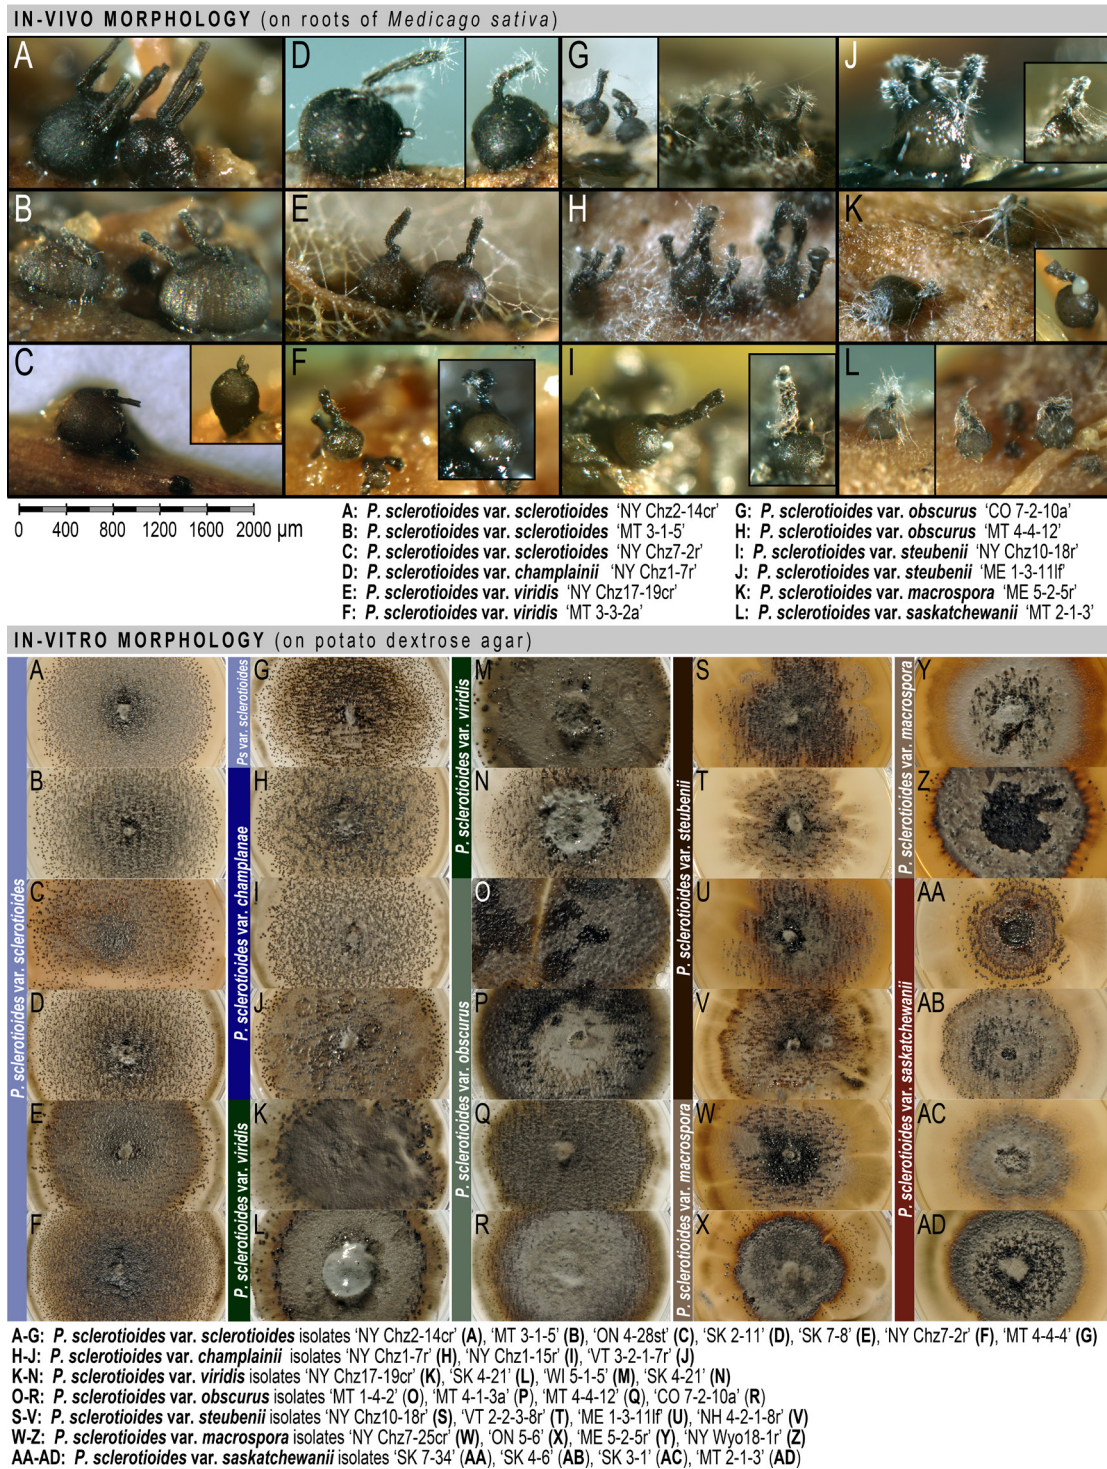 IN-VIVO MORPHOLOGY (on roots of Medicago sativa)
A
D
G
J
B
E
H
K
C
F
I
L
0 400 800 1200 1600 2000 µm
A: P. sclerotioides var. sclerotioides ‘NY Chz2-14cr’
B: P. sclerotioides var. sclerotioides ‘MT 3-1-5’
C: P. sclerotioides var. sclerotioides ‘NY Chz7-2r’
D: P. sclerotioides var. champlainii ‘NY Chz1-7r’
E: P. sclerotioides var. viridis ‘NY Chz17-19cr’
F: P. sclerotioides var. viridis ‘MT 3-3-2a’
G: P. sclerotioides var. obscurus ‘CO 7-2-10a’
H: P. sclerotioides var. obscurus ‘MT 4-4-12’
I: P. sclerotioides var. steubenii ‘NY Chz10-18r’
J: P. sclerotioides var. steubenii ‘ME 1-3-11lf’
K: P. sclerotioides var. macrospora ‘ME 5-2-5r’
L: P. sclerotioides var. saskatchewanii ‘MT 2-1-3’
IN-VITRO MORPHOLOGY (on potato dextrose agar)
P. sclerotioides var. sclerotioides
A
B
C
D
E
F
Ps var. sclerotioides
P. sclerotioides var. champlanae
P. sclerotioides var. viridis
G
H
I
J
K
L
P. sclerotioides var. viridis
P. sclerotioides var. obscurus
M
N
O
P
Q
R
P. sclerotioides var. steubenii
P. sclerotioides var. macrospora
S
T
U
V
W
X
P. sclerotioides var. macrospora
P. sclerotioides var. saskatchewanii
Y
Z
AA
AB
AC
AD
A-G: P. sclerotioides var. sclerotioides isolates ‘NY Chz2-14cr’ (A), ‘MT 3-1-5’ (B), ‘ON 4-28st’ (C), ‘SK 2-11’ (D), ‘SK 7-8’ (E), ‘NY Chz7-2r’ (F), ‘MT 4-4-4’ (G)
H-J: P. sclerotioides var. champlainii isolates ‘NY Chz1-7r’ (H), ‘NY Chz1-15r’ (I), ‘VT 3-2-1-7r’ (J)
K-N: P. sclerotioides var. viridis isolates ‘NY Chz17-19cr’ (K), ‘SK 4-21’ (L), ‘WI 5-1-5’ (M), ‘SK 4-21’ (N)
O-R: P. sclerotioides var. obscurus isolates ‘MT 1-4-2’ (O), ‘MT 4-1-3a’ (P), ‘MT 4-4-12’ (Q), ‘CO 7-2-10a’ (R)
S-V: P. sclerotioides var. steubenii isolates ‘NY Chz10-18r’ (S), ‘VT 2-2-3-8r’ (T), ‘ME 1-3-11lf’ (U), ‘NH 4-2-1-8r’ (V)
W-Z: P. sclerotioides var. macrospora isolates ‘NY Chz7-25cr’ (W), ‘ON 5-6’ (X), ‘ME 5-2-5r’ (Y), ‘NY Wyo18-1r’ (Z)
AA-AD: P. sclerotioides var. saskatchewanii isolates ‘SK 7-34’ (AA), ‘SK 4-6’ (AB), ‘SK 3-1’ (AC), ‘MT 2-1-3’ (AD)